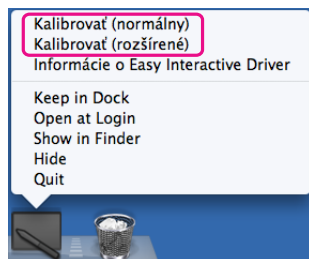 Kalibrovať (normálny)
Kalibrovať (rozšírené)
Informácie o Easy Interactive Driver
Keep in Dock
Open at Login
Show in Finder
Hide
Quit